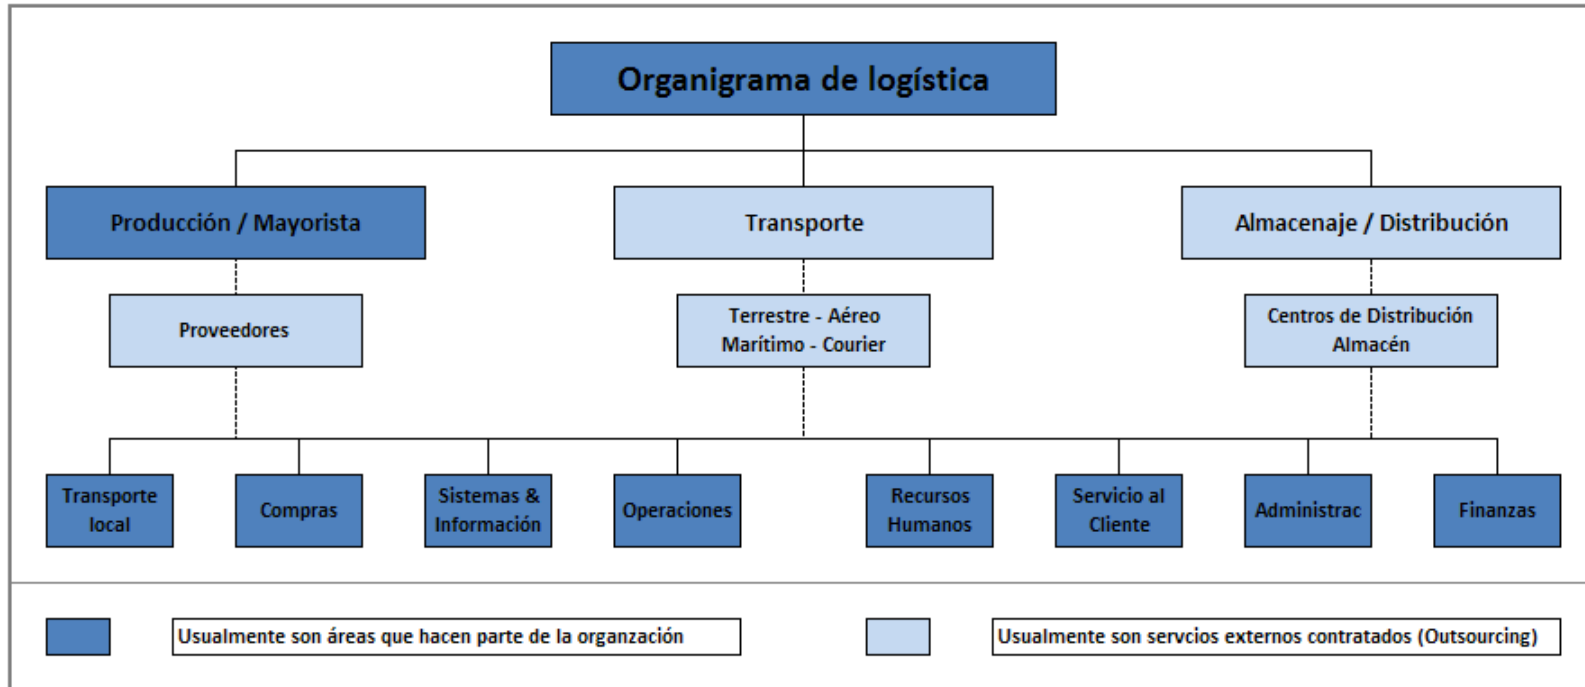 Organigrama de logística
Producción / Mayorista
Transporte
Almacenaje / Distribución
Proveedores
Terrestre - Aéreo
Marítimo - Courier
Centros de Distribución
Almacén
Transporte
local
Compras
Sistemas &
Información
Operaciones
Recursos
Humanos
Servicio al
Cliente
Administrac
Finanzas
Usualmente son áreas que hacen parte de la organzación
Usualmente son servcios externos contratados (Outsourcing)